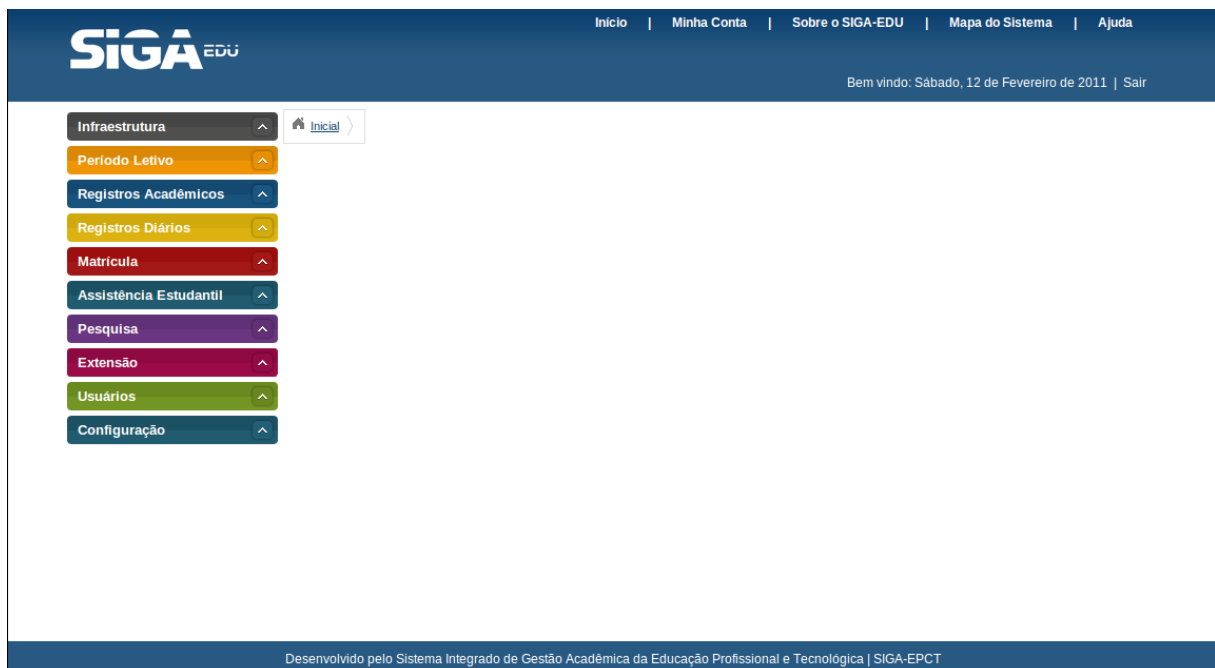 Início | Minha Conta | Sobre o SIGA-EDU | Mapa do Sistema | Ajuda
SiGA EDU
Bem vindo: Sábado, 12 de Fevereiro de 2011 | Sair
Infraestrutura
Inicial
Período Letivo
Registros Acadêmicos
Registros Diários
Matrícula
Assistência Estudantil
Pesquisa
Extensão
Usuários
Configuração
Desenvolvido pelo Sistema Integrado de Gestão Acadêmica da Educação Profissional e Tecnológica | SIGA-EPCT